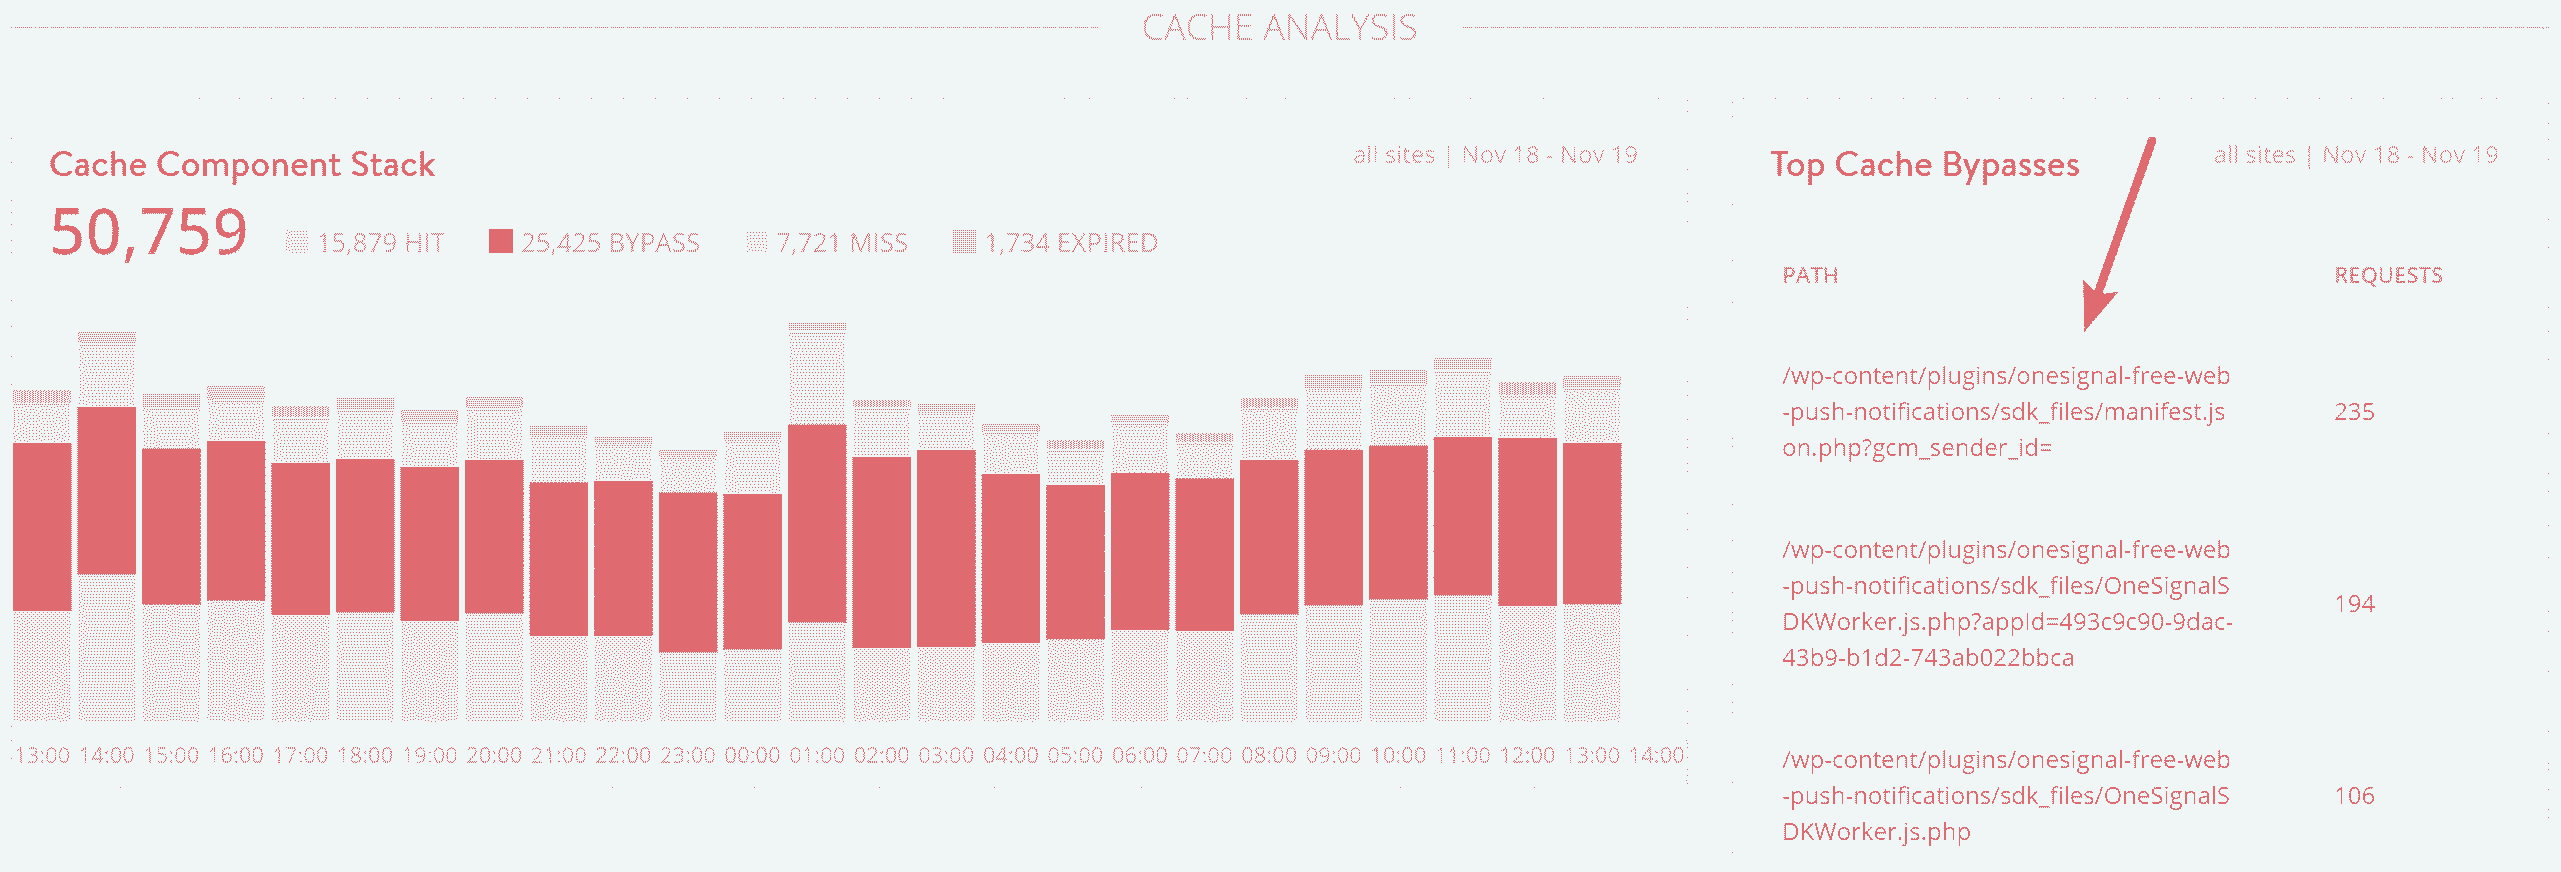 CACHE ANALYSIS
Cache Component Stack
all sites | Nov 18 - Nov 19
50,759
15,879 HIT
25,425 BYPASS
7,721 MISS
1,734 EXPIRED
13:00 14:00 15:00 16:00 17:00 18:00 19:00 20:00 21:00 22:00 23:00 00:00 01:00 02:00 03:00 04:00 05:00 06:00 07:00 08:00 09:00 10:00 11:00 12:00 13:00 14:00
Top Cache Bypasses
all sites | Nov 18 - Nov 19
PATH REQUESTS
/wp-content/plugins/onesignal-free-web
-push-notifications/sdk_files/manifest.js 235
on.php?gcm_sender_id=
/wp-content/plugins/onesignal-free-web
-push-notifications/sdk_files/OneSignalS
194
DKWorker.js.php?appId=493c9c90-9dac-
43b9-b1d2-743ab022bbca
/wp-content/plugins/onesignal-free-web
-push-notifications/sdk_files/OneSignalS 106
DKWorker.js.php